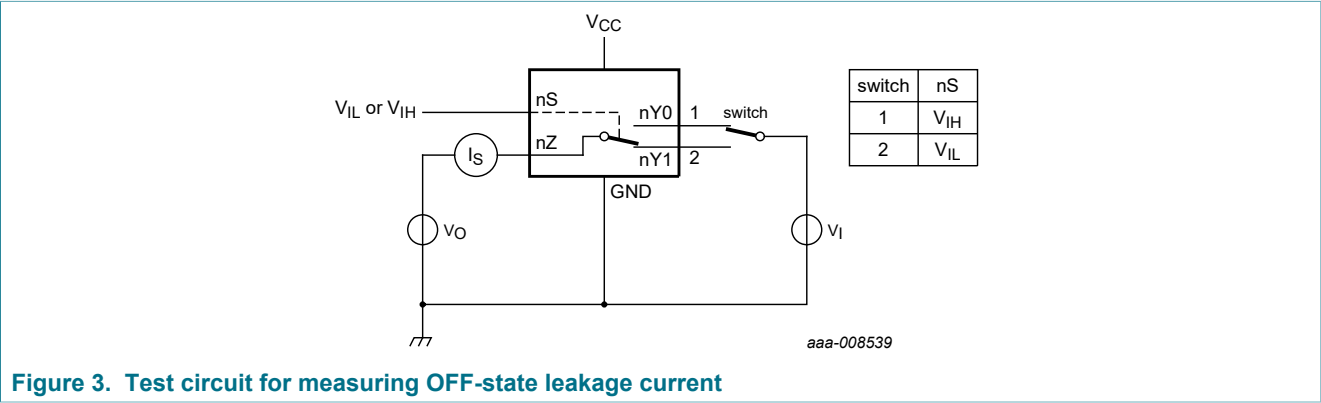 VCC
VIL or VIH
nS
nZ
IS
VO
nY0
1
switch
nY1
2
GND
VI
switch nS
1 VIH
2 VIL
aaa-008539
Figure 3. Test circuit for measuring OFF-state leakage current